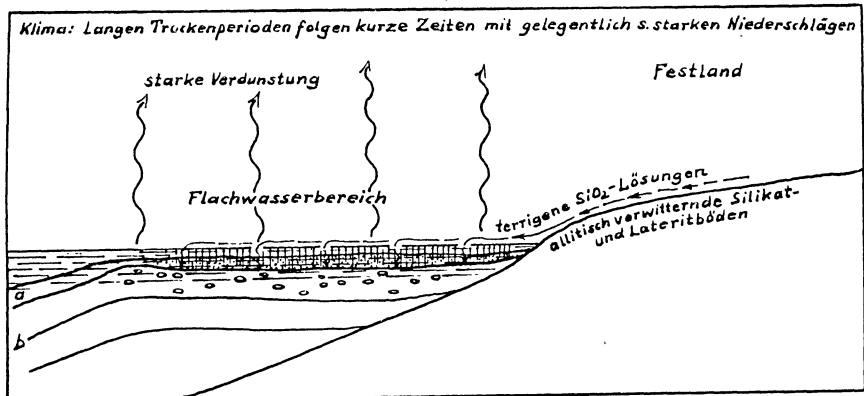 Klima: Langen Trockenperioden folgen kurze Zeiten mit gelegentlich s. starken Niederschlägen
starke Verdunstung
Festland
Flachwasserbereich
terrigene SiO₂-Lösungen
allitisch verwitternde Silikat-
und Lateritböden
a
b